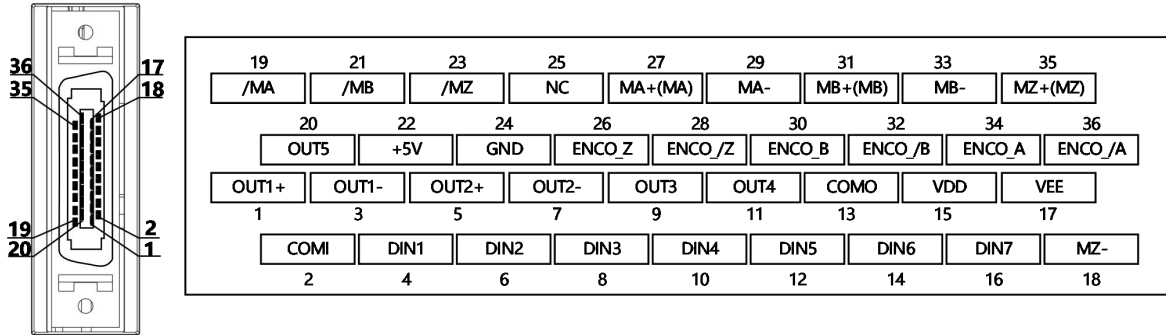 36 17
35 18
19 2
20 1
19 21 23 25 27 29 31 33 35
/MA /MB /MZ NC MA+(MA) MA- MB+(MB) MB- MZ+(MZ)
20 22 24 26 28 30 32 34 36
OUT5 +5V GND ENCO_Z ENCO_/Z ENCO_B ENCO_/B ENCO_A ENCO_/A
OUT1+ OUT1- OUT2+ OUT2- OUT3 OUT4 COMO VDD VEE
1 3 5 7 9 11 13 15 17
COMI DIN1 DIN2 DIN3 DIN4 DIN5 DIN6 DIN7 MZ-
2 4 6 8 10 12 14 16 18